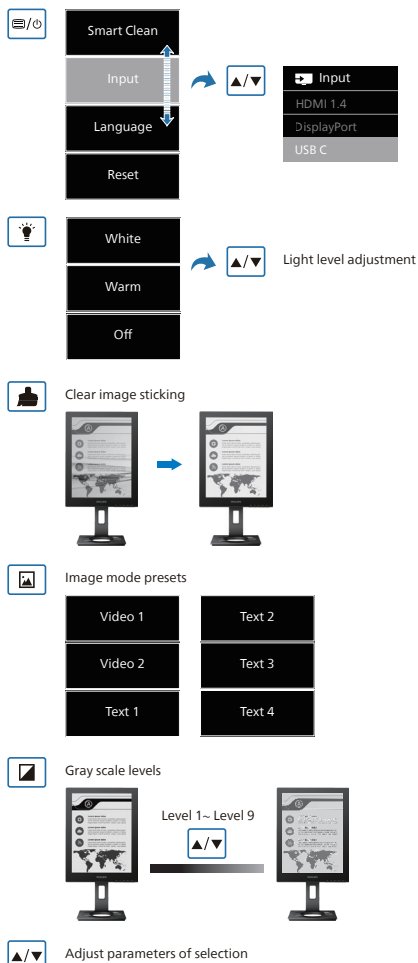 Smart Clean
Input
Language
Reset
Input
HDMI 1.4
DisplayPort
USB C
White
Warm
Off
Light level adjustment
Clear image sticking
Image mode presets
Video 1
Text 2
Video 2
Text 3
Text 1
Text 4
Gray scale levels
Level 1~ Level 9
Adjust parameters of selection